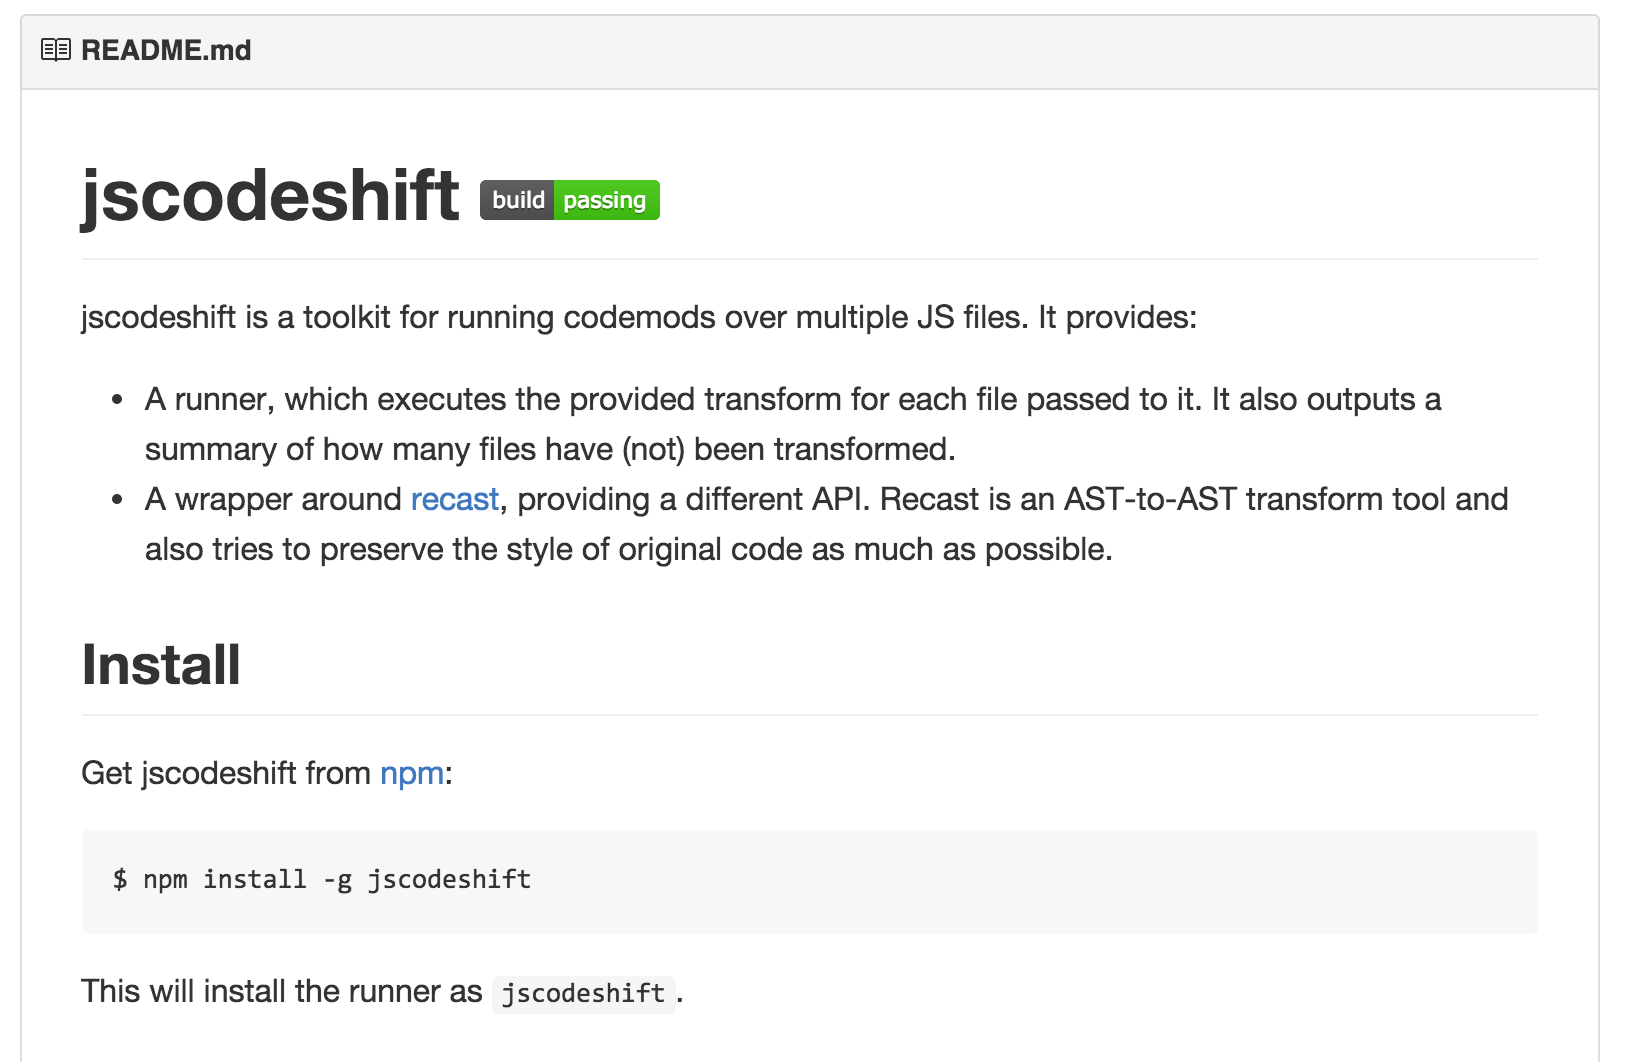 README.md
jscodeshift build passing
jscodeshift is a toolkit for running codemods over multiple JS files. It provides:
• A runner, which executes the provided transform for each file passed to it. It also outputs a
summary of how many files have (not) been transformed.
• A wrapper around recast, providing a different API. Recast is an AST-to-AST transform tool and
also tries to preserve the style of original code as much as possible.
Install
Get jscodeshift from npm:
$ npm install -g jscodeshift
This will install the runner as jscodeshift.